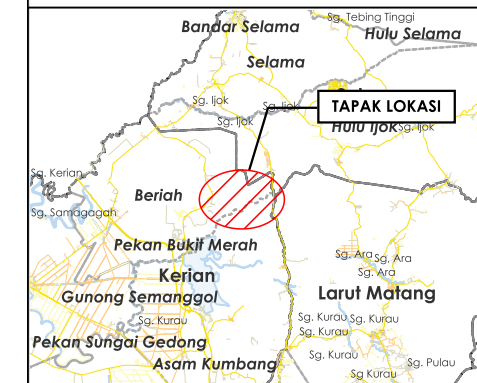 Sg. Tebing Tinggi
Bandar Selama
Hulu Selama
Selama
Sg. Ijok
Sg. Ijok
TAPAK LOKASI
Sg. Ijok
Hulu Ijok
Sg. Ijok
Sg. Kerian
Beriah
Sg. Samagagah
Pekan Bukit Merah
Sg. Ara
Sg. Ara
Kerian
Sg. Ara
Gunong Semanggol
Larut Matang
Sg. Kurau
Sg. Kurau
Sg. Kurau
Sg. Kurau
Pekan Sungai Gedong
Asam Kumbang
Sg. Kurau
Sg. Pulau
Sg Kurau